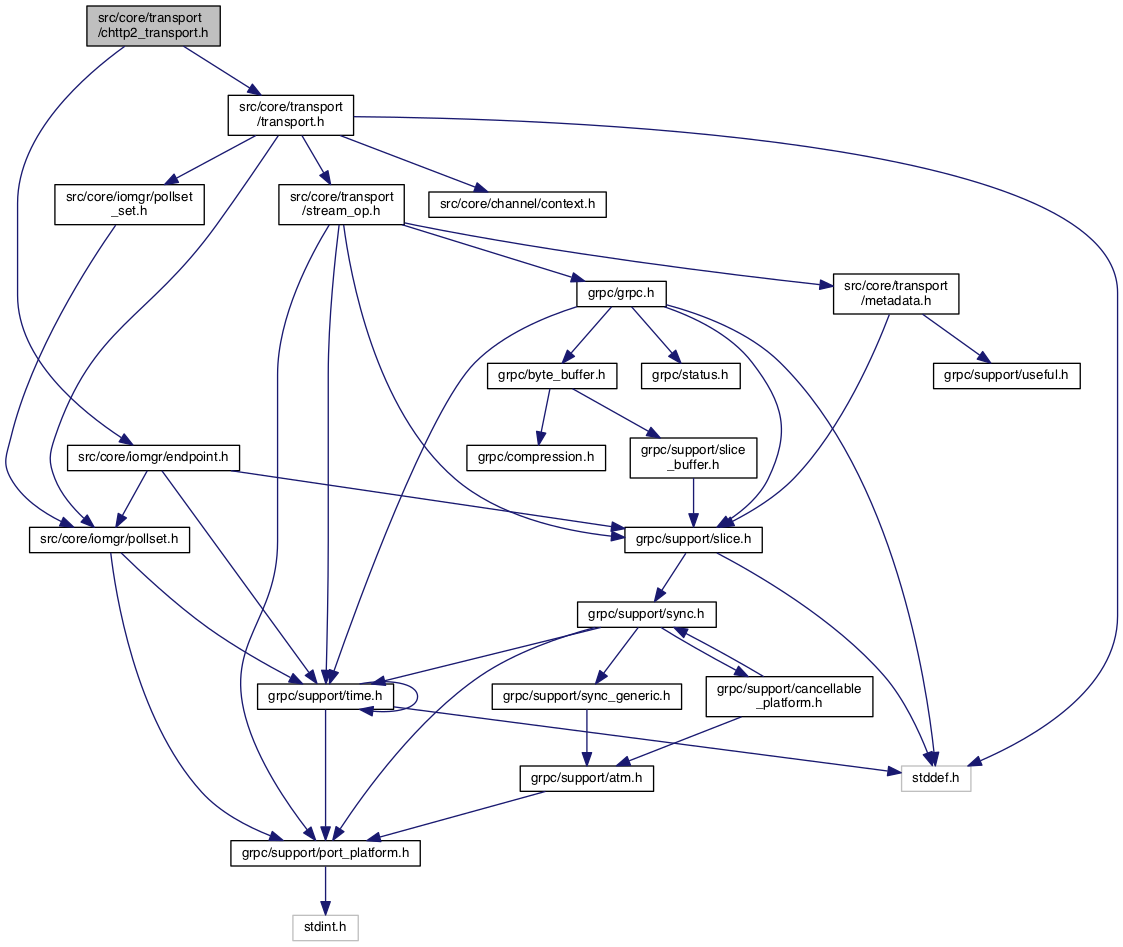 src/core/transport
/chttp2_transport.h
src/core/transport
/transport.h
src/core/iomgr/pollset
_set.h
src/core/transport
/stream_op.h
src/core/channel/context.h
grpc/grpc.h
src/core/transport
/metadata.h
grpc/byte_buffer.h
grpc/status.h
grpc/support/useful.h
src/core/iomgr/endpoint.h
grpc/compression.h
grpc/support/slice
_buffer.h
src/core/iomgr/pollset.h
grpc/support/slice.h
grpc/support/sync.h
grpc/support/time.h
grpc/support/sync_generic.h
grpc/support/cancellable
_platform.h
grpc/support/atm.h
stddef.h
grpc/support/port_platform.h
stdint.h